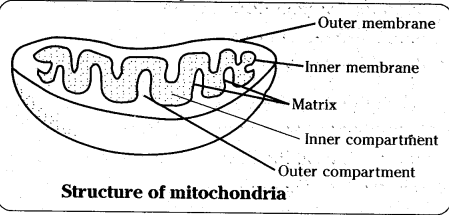 Outer membrane
Inner membrane
Matrix
Inner compartment
Outer compartment
Structure of mitochondria